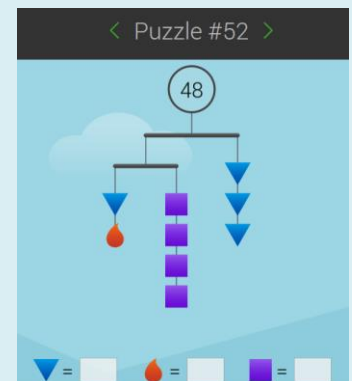 < Puzzle #52 >
48
= = =